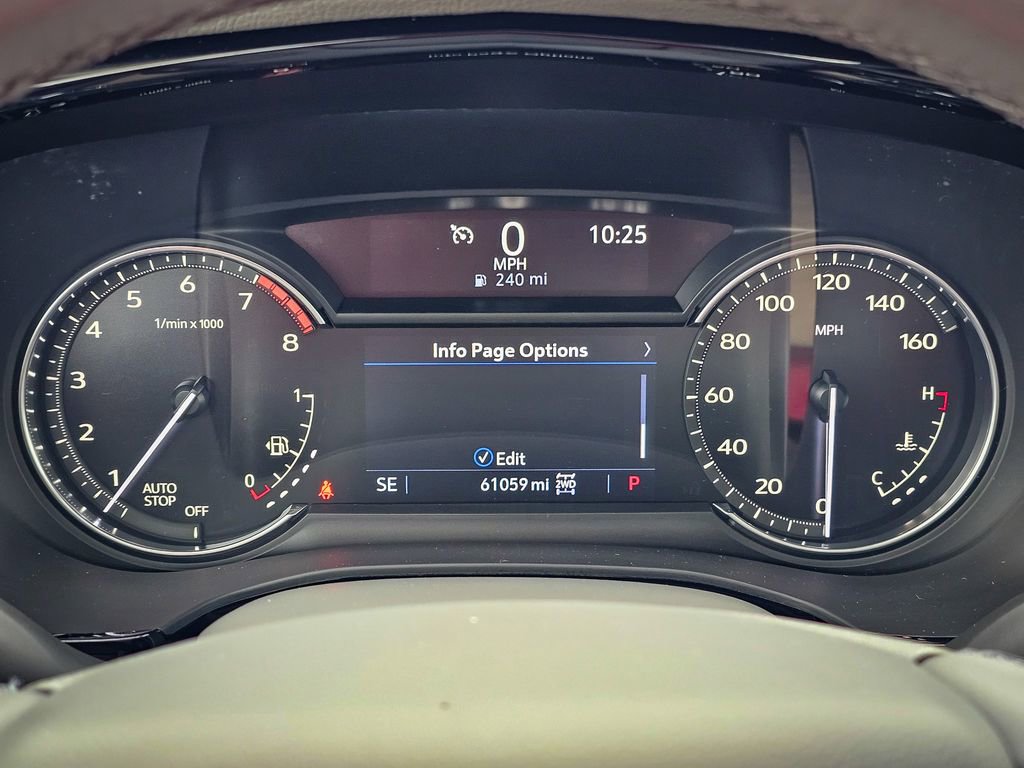 0
10:25
MPH
240 mi
Info Page Options
Edit
SE
61059 mi
2WD
P
1
2
3
4
5
6
7
8
1/min x 1000
AUTO
STOP
OFF
1
0
0
20
40
60
80
100
120
140
160
MPH
H
C